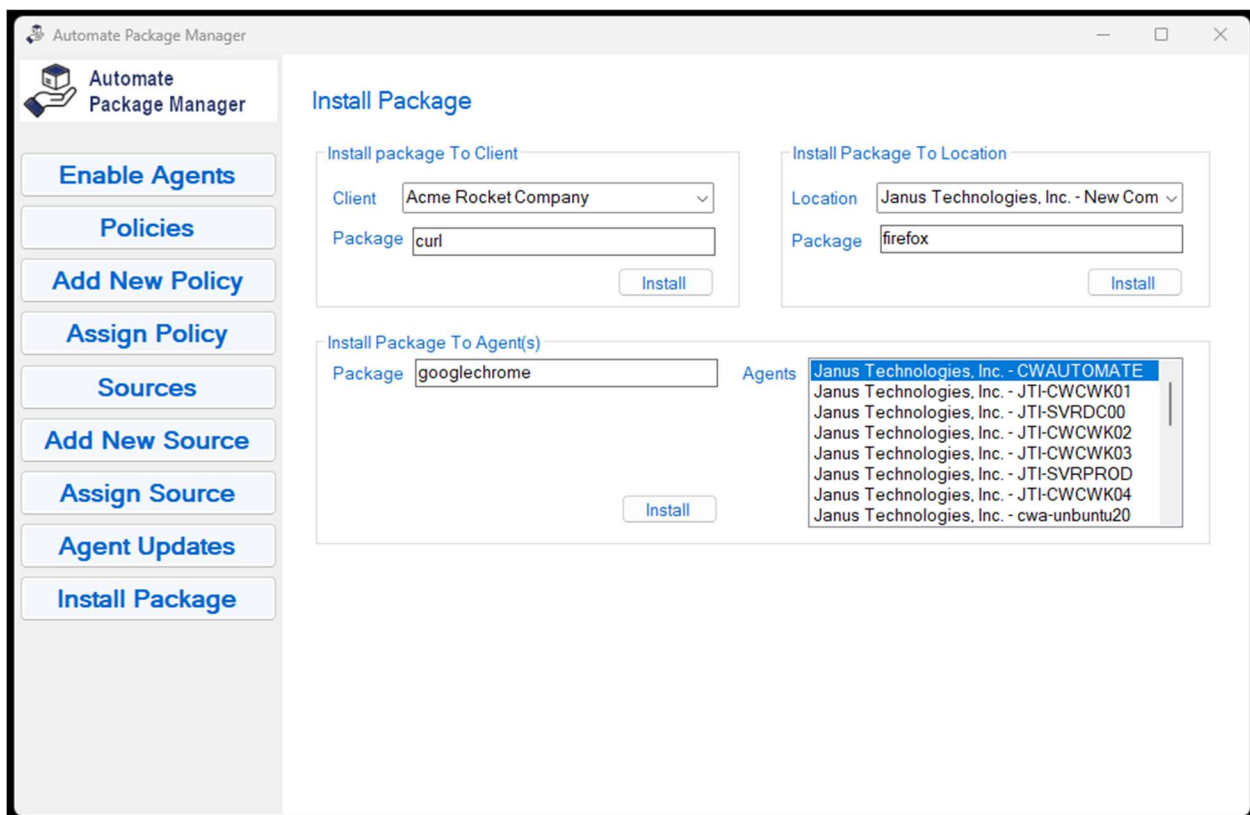 Automate Package Manager
Automate
Package Manager
Enable Agents
Policies
Add New Policy
Assign Policy
Sources
Add New Source
Assign Source
Agent Updates
Install Package
Install Package
Install package To Client
Client Acme Rocket Company
Package curl
Install
Install Package To Location
Location Janus Technologies, Inc. - New Com
Package firefox
Install
Install Package To Agent(s)
Package googlechrome
Install
Agents
Janus Technologies, Inc. - CWAUTOMATE
Janus Technologies, Inc. - JTI-CWCWK01
Janus Technologies, Inc. - JTI-SVRDC00
Janus Technologies, Inc. - JTI-CWCWK02
Janus Technologies, Inc. - JTI-CWCWK03
Janus Technologies, Inc. - JTI-SVRPROD
Janus Technologies, Inc. - JTI-CWCWK04
Janus Technologies, Inc. - cwa-unbuntu20